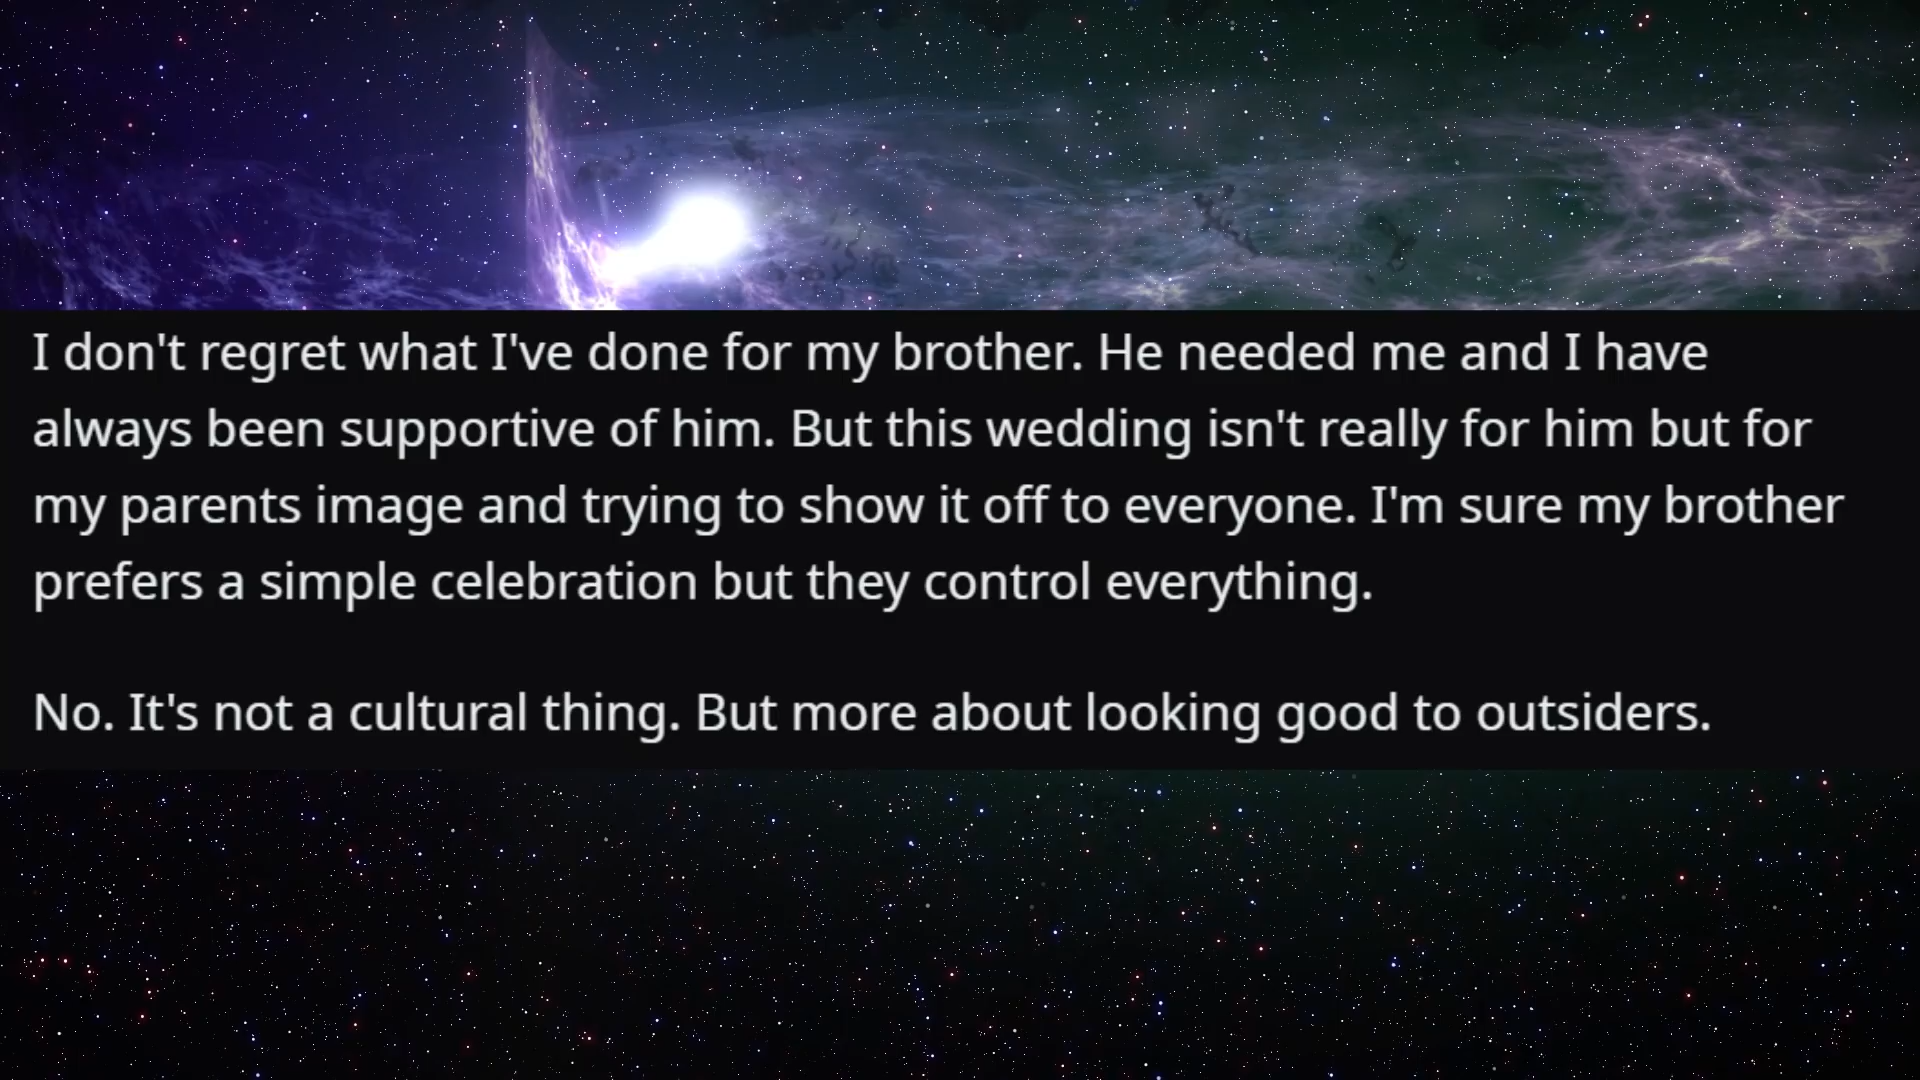 I don't regret what I've done for my brother. He needed me and I have
always been supportive of him. But this wedding isn't really for him but for
my parents image and trying to show it off to everyone. I'm sure my brother
prefers a simple celebration but they control everything.
No. It's not a cultural thing. But more about looking good to outsiders.